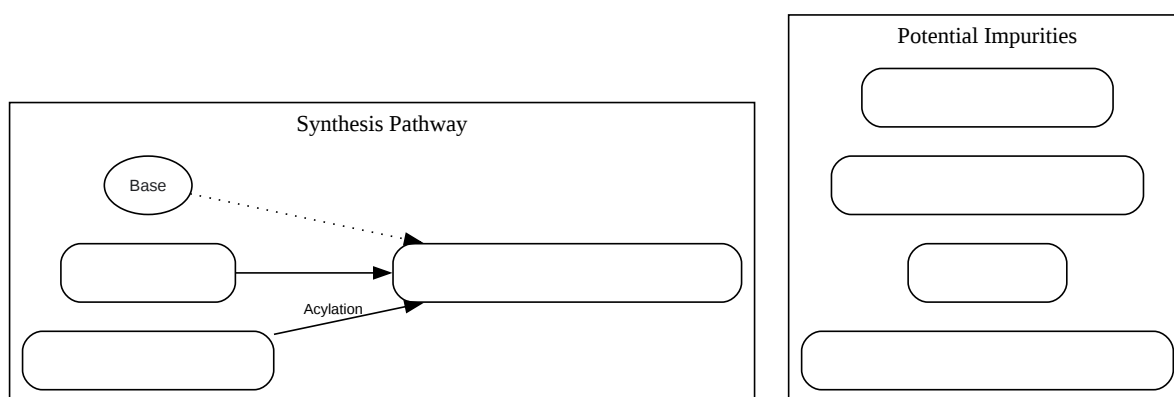 Potential Impurities
Synthesis Pathway
Base
Acylation